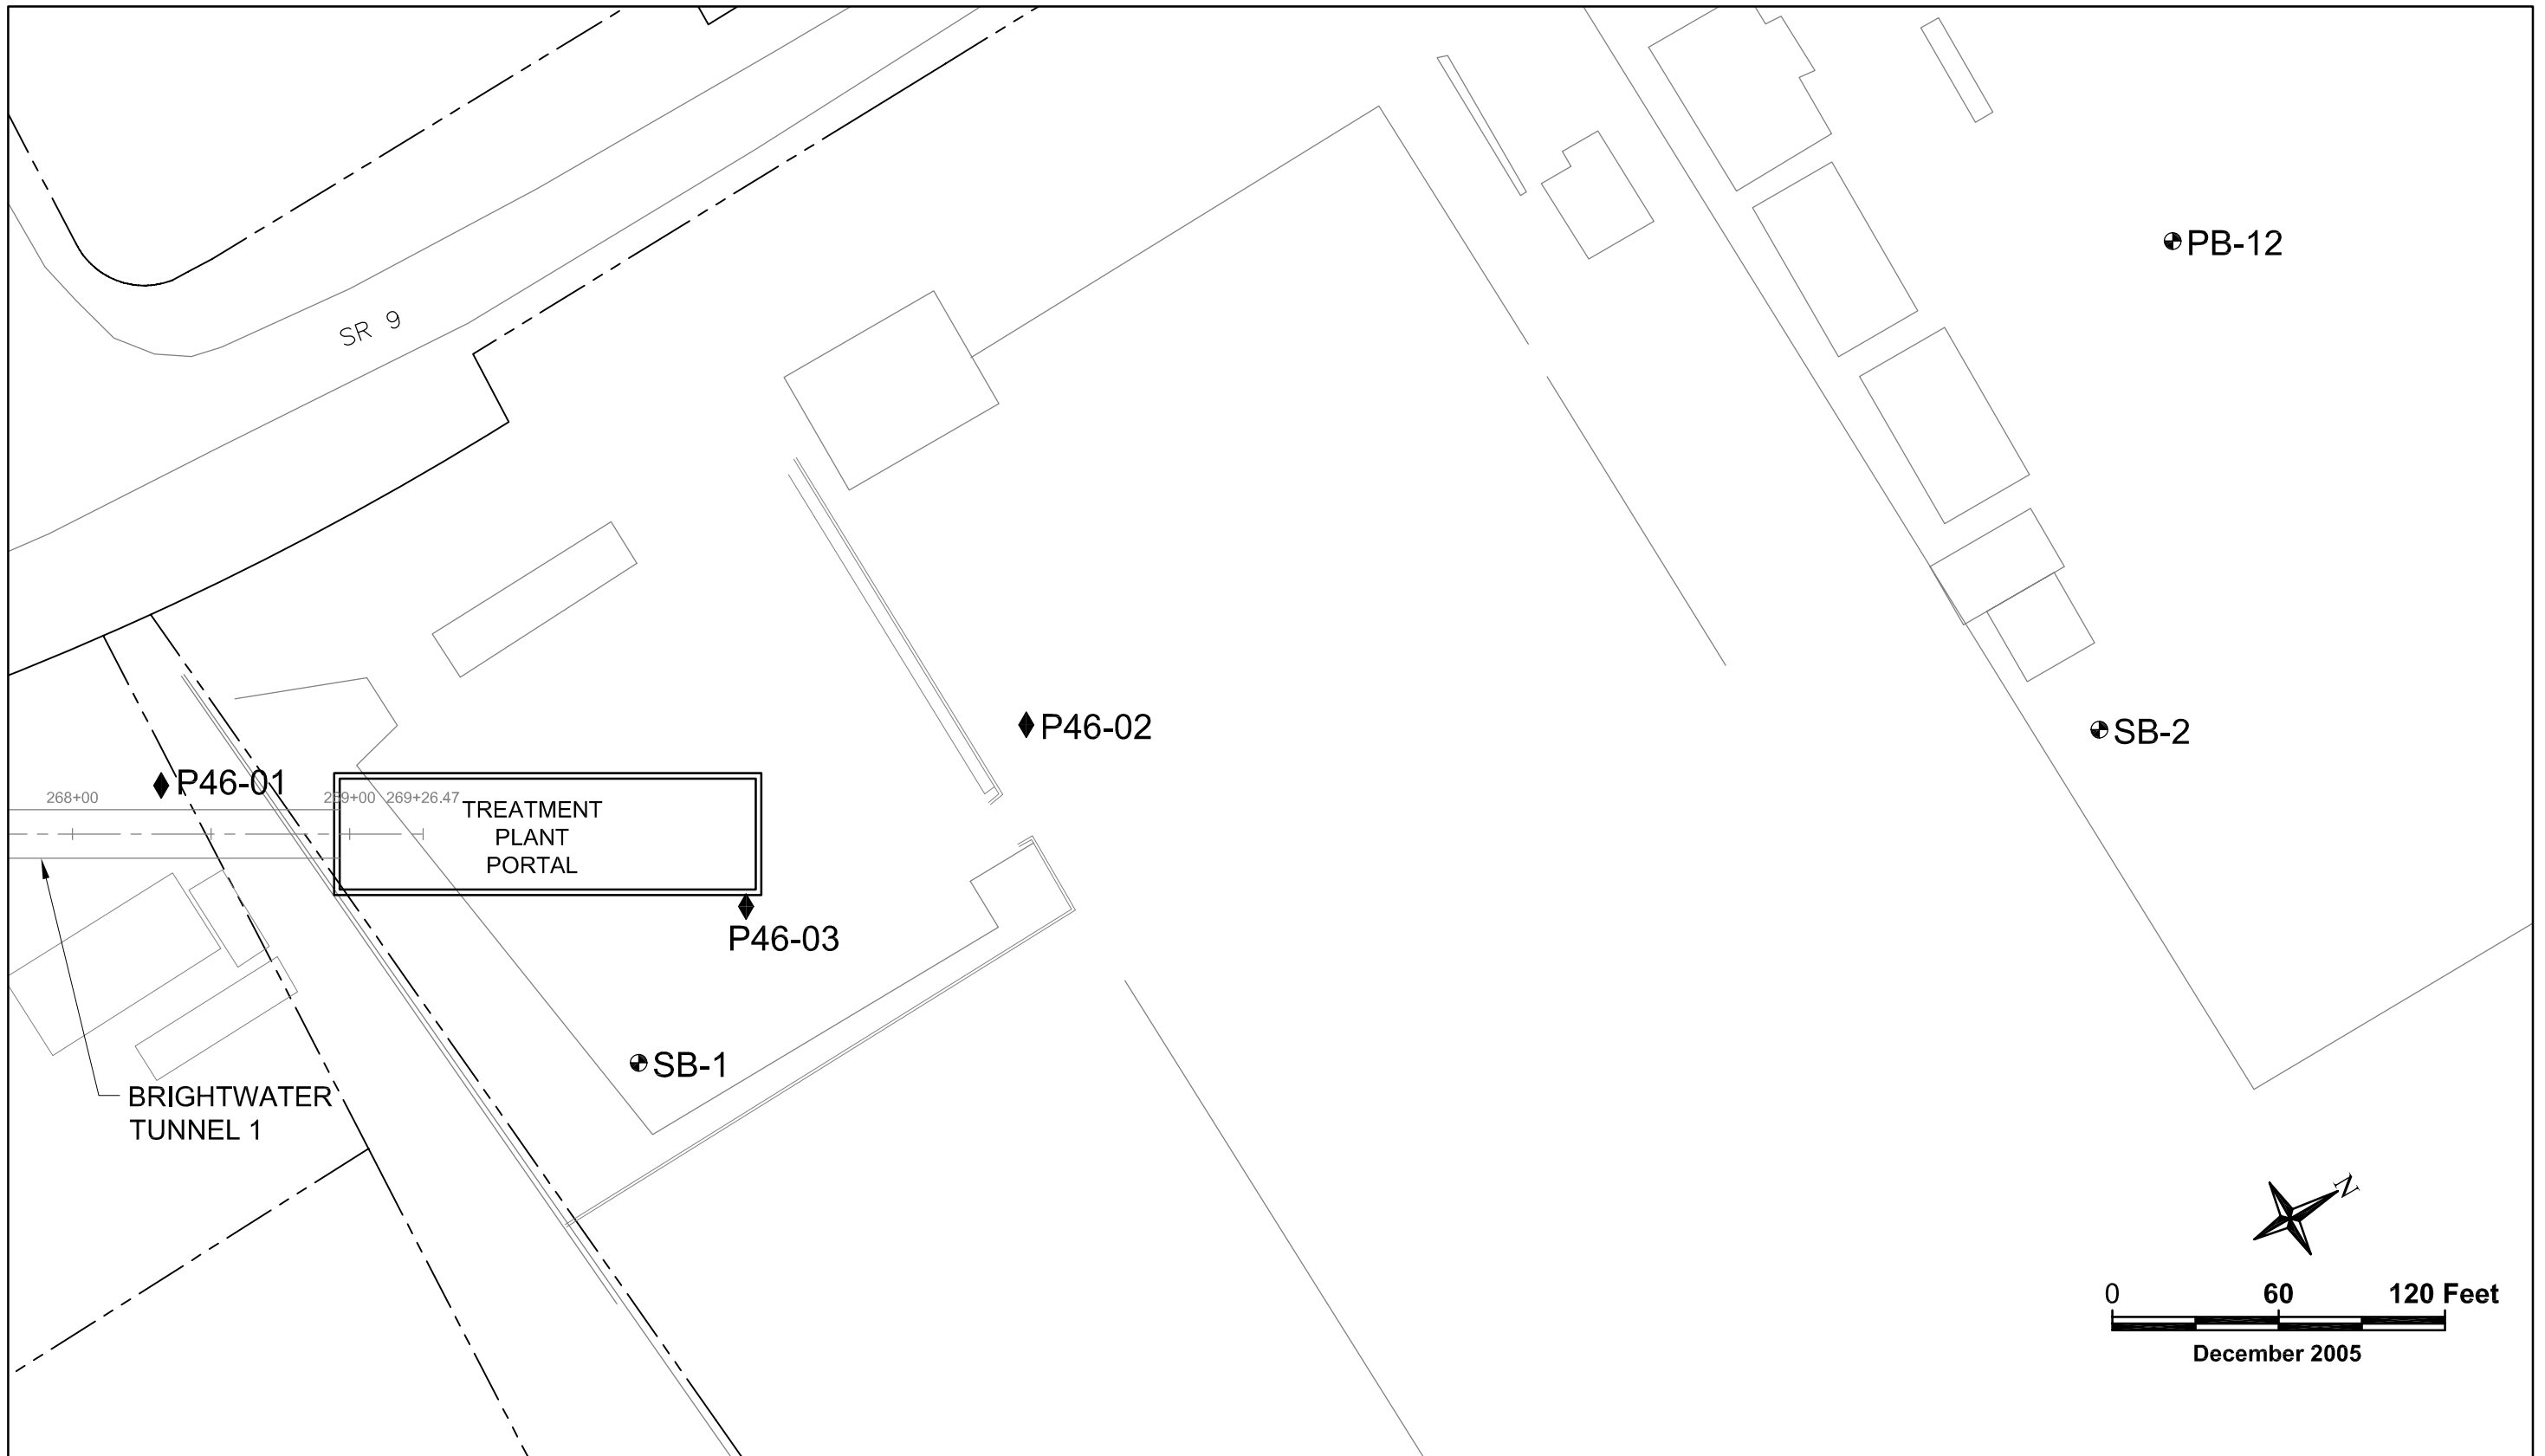 SR 9
PB-12
P46-02
SB-2
P46-01
268+00
269+00
269+26.47
TREATMENT
PLANT
PORTAL
P46-03
SB-1
BRIGHTWATER
TUNNEL 1
N
0
60
120 Feet
December 2005